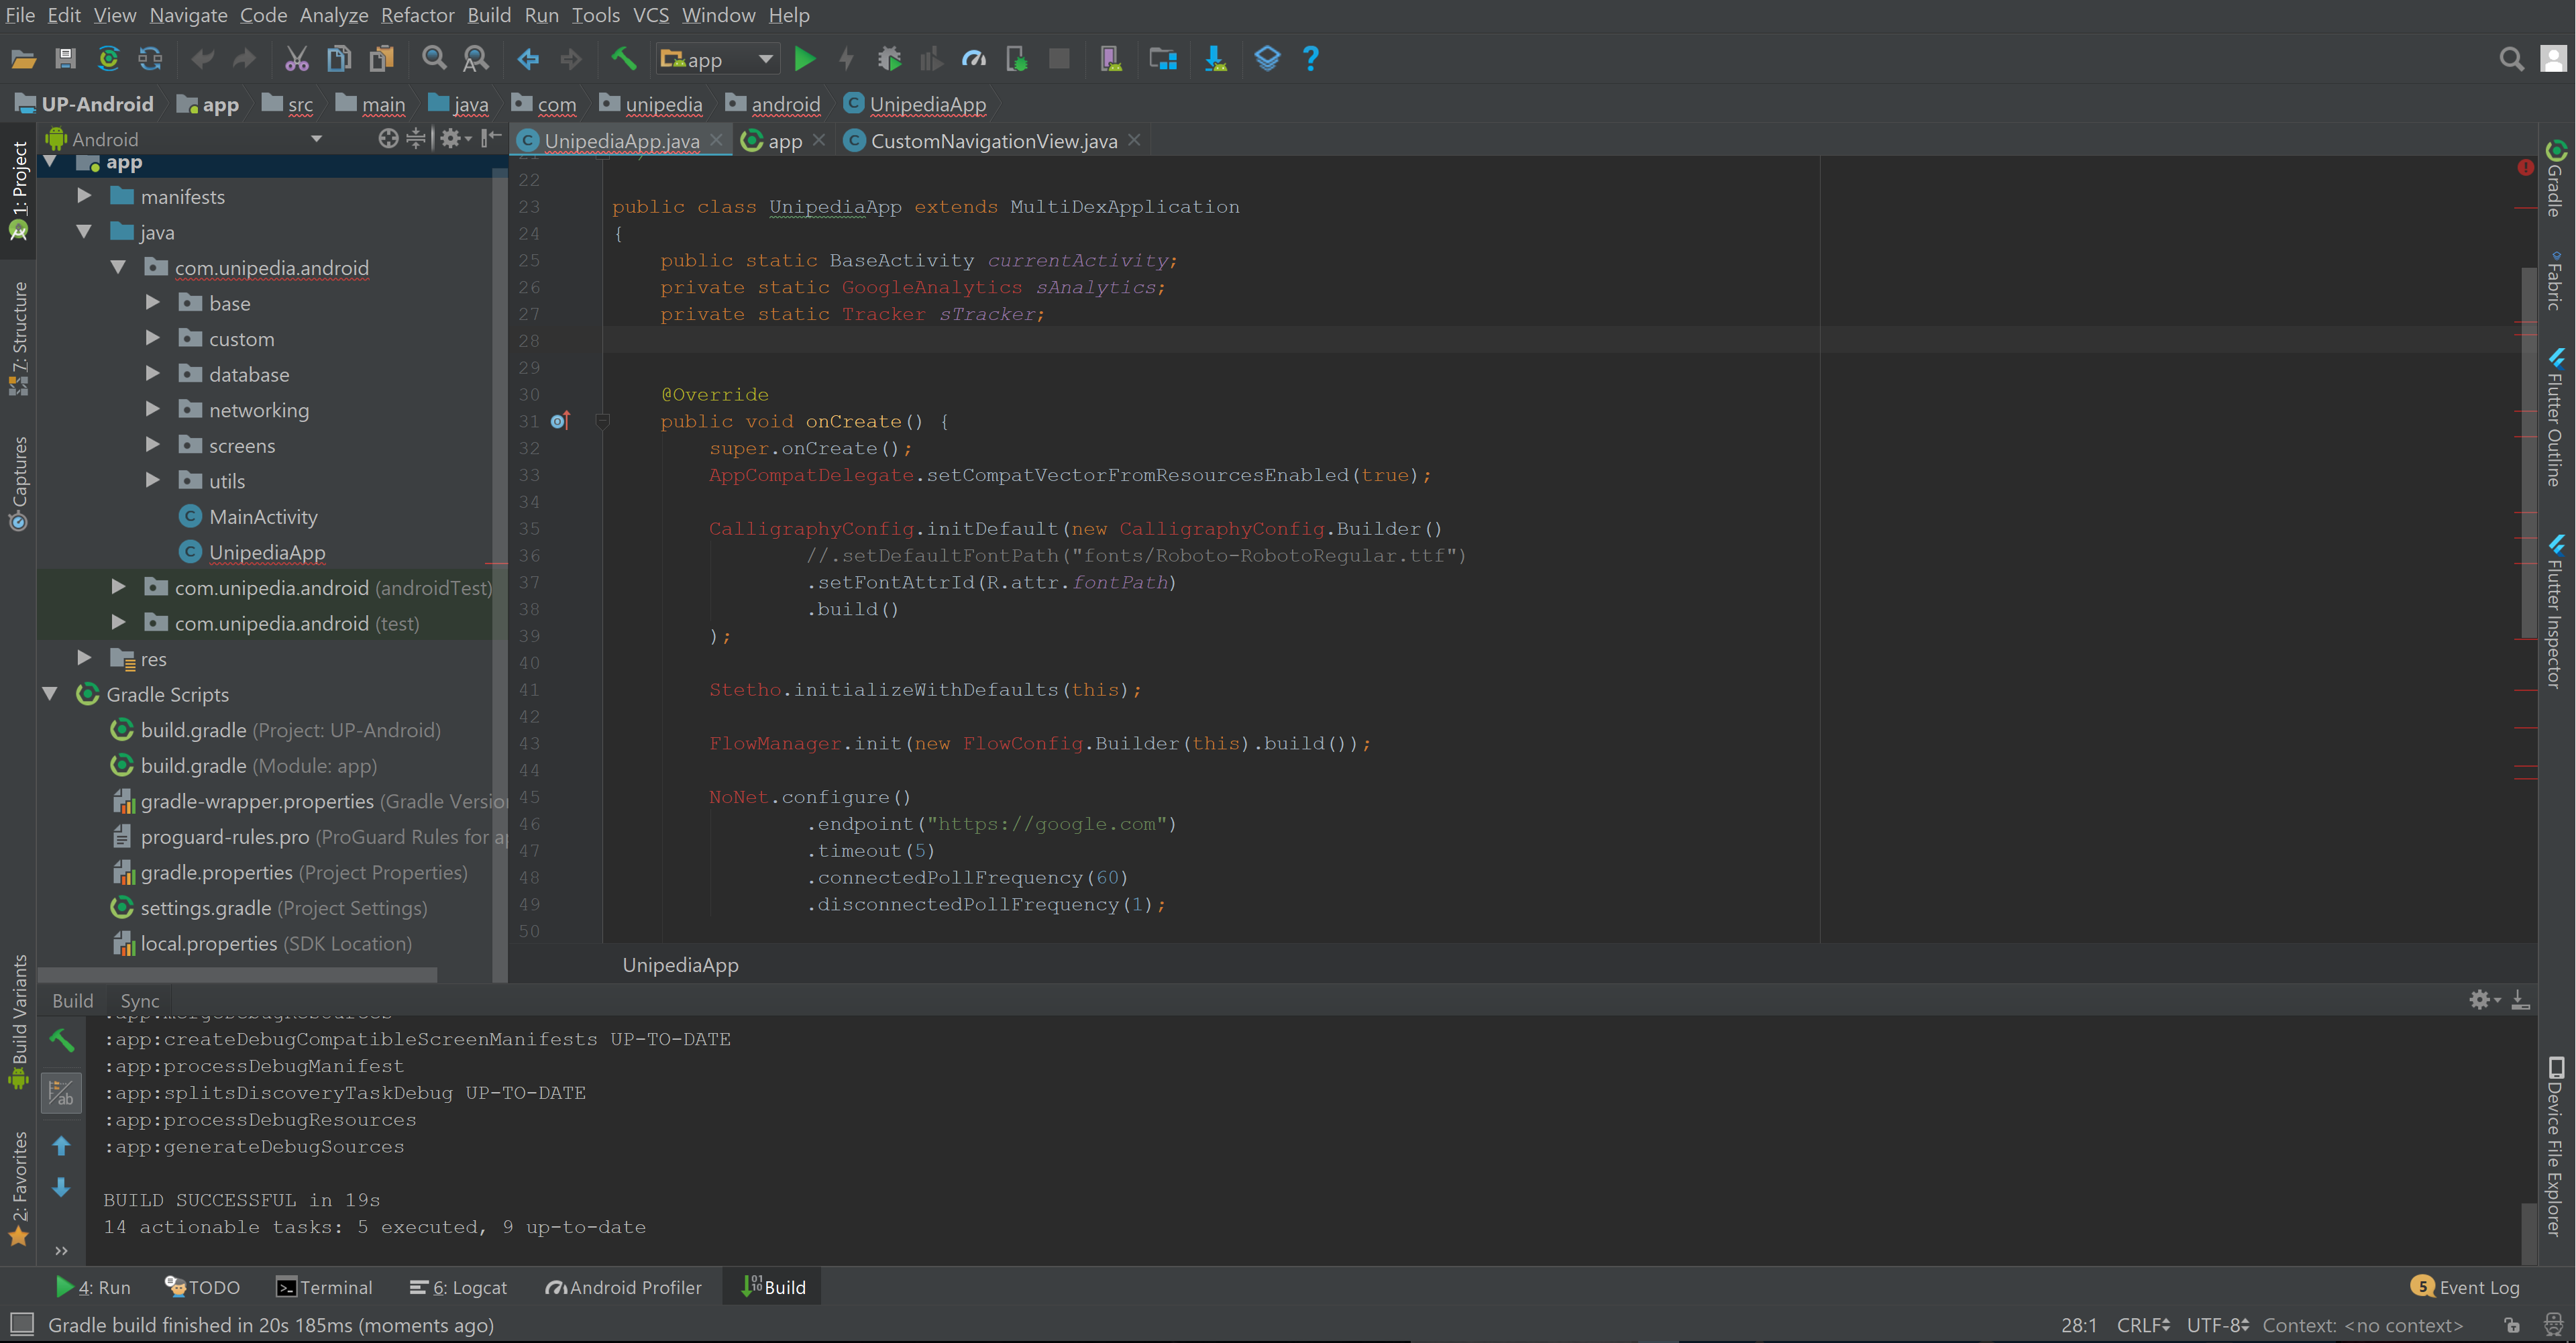 File Edit View Navigate Code Analyze Refactor Build Run Tools VCS Window Help
app
UP-Android app src main java com unipedia android UnipediaApp
Android
UnipediaApp.java app CustomNavigationView.java
1: Project
7: Structure
Captures
Build Variants
2: Favorites
app
manifests
java
com.unipedia.android
base
custom
database
networking
screens
utils
MainActivity
UnipediaApp
com.unipedia.android (androidTest)
com.unipedia.android (test)
res
Gradle Scripts
build.gradle (Project: UP-Android)
build.gradle (Module: app)
gradle-wrapper.properties (Gradle Versio
proguard-rules.pro (ProGuard Rules for ap
gradle.properties (Project Properties)
settings.gradle (Project Settings)
local.properties (SDK Location)
22
23 public class UnipediaApp extends MultiDexApplication
24 {
25 public static BaseActivity currentActivity;
26 private static GoogleAnalytics sAnalytics;
27 private static Tracker sTracker;
28
29
30 @Override
31 public void onCreate() {
32 super.onCreate();
33 AppCompatDelegate.setCompatVectorFromResourcesEnabled(true);
34
35 CalligraphyConfig.initDefault(new CalligraphyConfig.Builder()
36 //.setDefaultFontPath("fonts/Roboto-RobotoRegular.ttf")
37 .setFontAttrId(R.attr.fontPath)
38 .build()
39 );
40
41 Stetho.initializeWithDefaults(this);
42
43 FlowManager.init(new FlowConfig.Builder(this).build());
44
45 NoNet.configure()
46 .endpoint("https://google.com")
47 .timeout(5)
48 .connectedPollFrequency(60)
49 .disconnectedPollFrequency(1);
50
UnipediaApp
Gradle
Fabric
Flutter Outline
Flutter Inspector
Device File Explorer
Build Sync
:app:mergeDebugResources
:app:createDebugCompatibleScreenManifests UP-TO-DATE
:app:processDebugManifest
:app:splitsDiscoveryTaskDebug UP-TO-DATE
:app:processDebugResources
:app:generateDebugSources
BUILD SUCCESSFUL in 19s
14 actionable tasks: 5 executed, 9 up-to-date
4: Run TODO Terminal 6: Logcat Android Profiler Build 5 Event Log
Gradle build finished in 20s 185ms (moments ago) 28:1 CRLF UTF-8 Context: <no context>